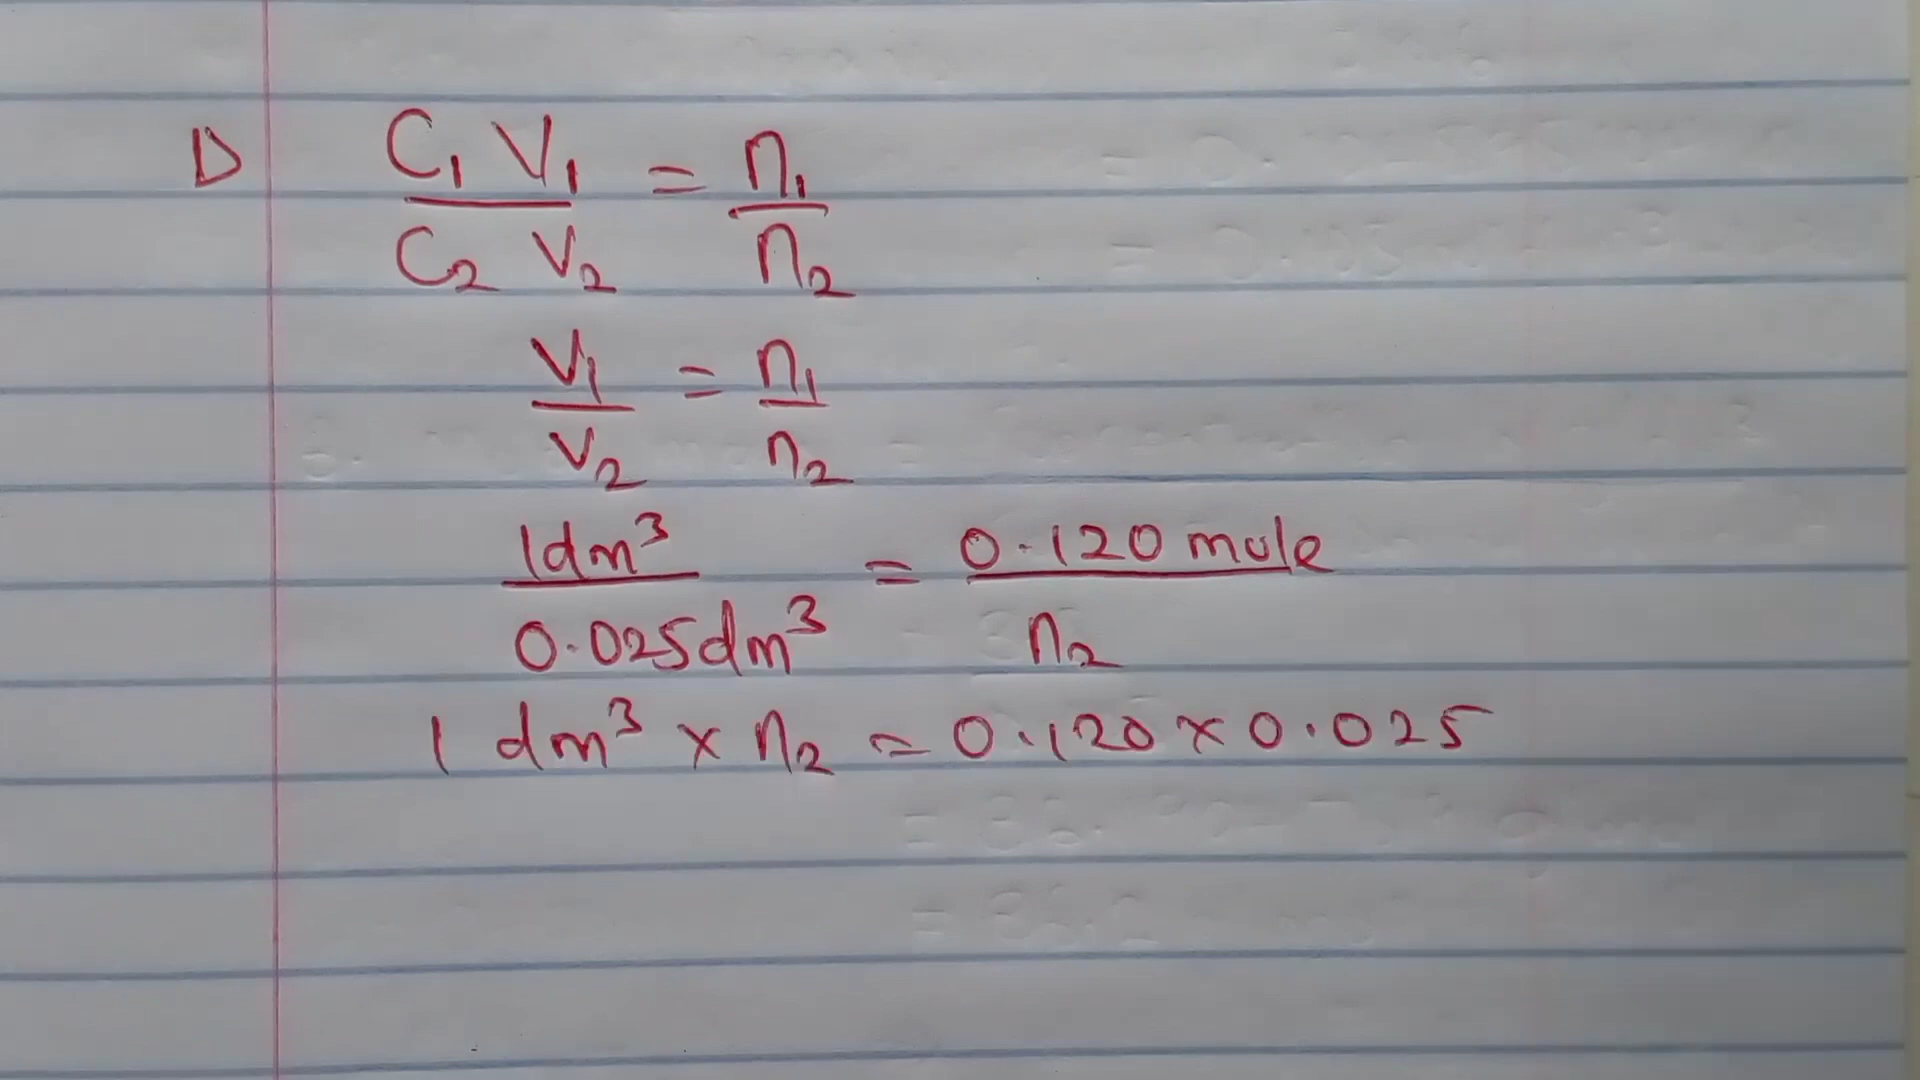 D C₁ V₁ / C₂ V₂ = n₁ / n₂
V₁ / V₂ = n₁ / n₂
1dm³ / 0.025dm³ = 0.120 mole / n₂
1 dm³ × n₂ = 0.120 × 0.025